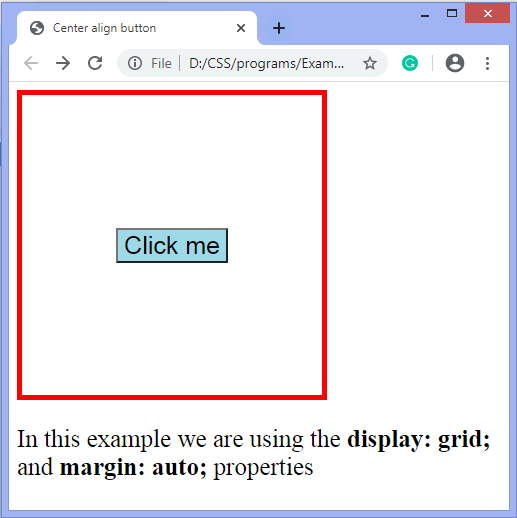 Center align button
File
D:/CSS/programs/Exam...
Click me
In this example we are using the display: grid;
and margin: auto; properties